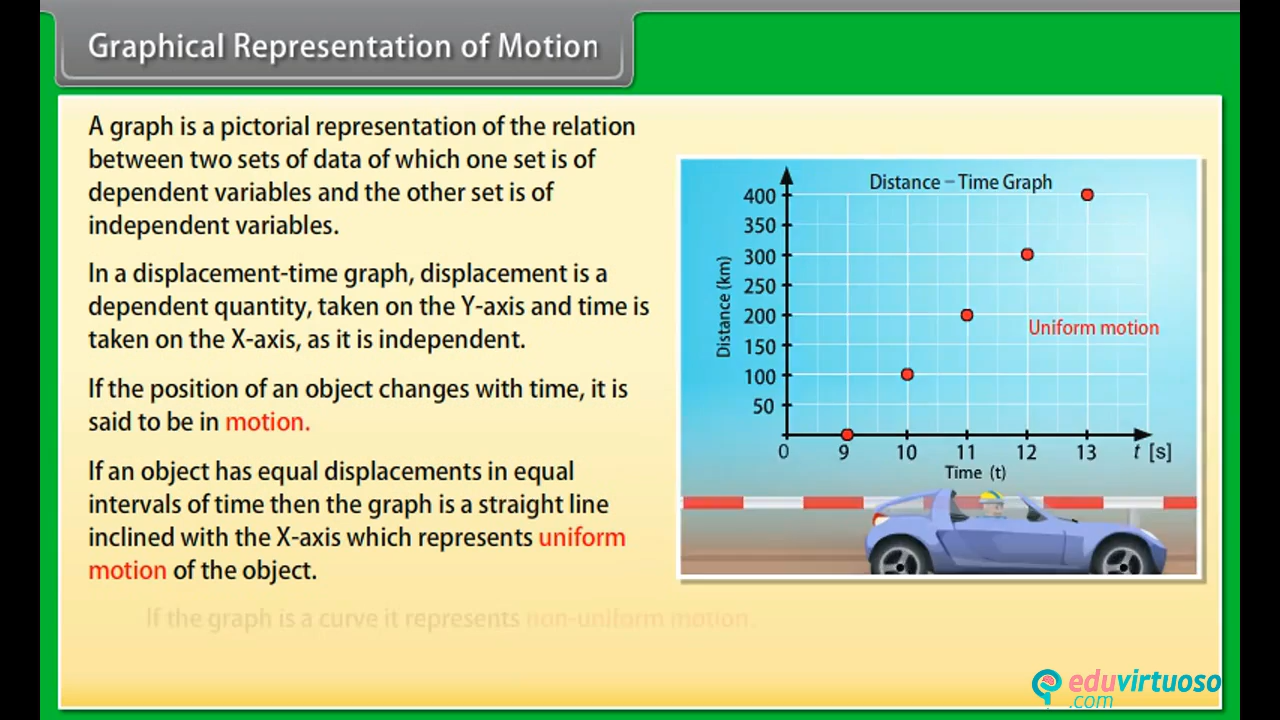 Graphical Representation of Motion
A graph is a pictorial representation of the relation
between two sets of data of which one set is of
dependent variables and the other set is of
independent variables.
In a displacement-time graph, displacement is a
dependent quantity, taken on the Y-axis and time is
taken on the X-axis, as it is independent.
If the position of an object changes with time, it is
said to be in motion.
If an object has equal displacements in equal
intervals of time then the graph is a straight line
inclined with the X-axis which represents uniform
motion of the object.
If the graph is a curve it represents non-uniform motion.
Distance – Time Graph
400
350
300
250
200
150
100
50
Distance (km)
Uniform motion
0 9 10 11 12 13 t [s]
Time (t)
eduvirtuoso
.com